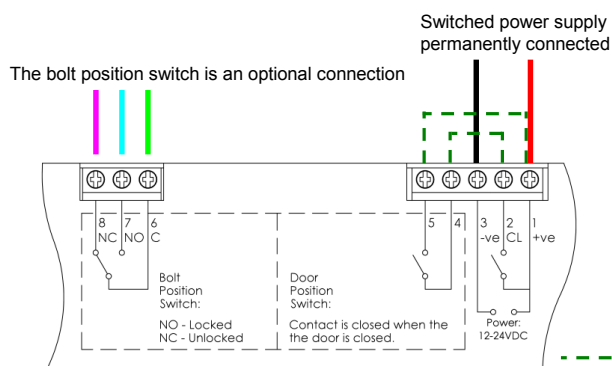 Switched power supply
permanently connected
The bolt position switch is an optional connection
8 7 6 5 4 3 2 1
NC NO C -ve CL +ve
Bolt
Position
Switch:
NO - Locked
NC - Unlocked
Door
Position
Switch:
Contact is closed when the
the door is closed.
Power:
12-24VDC